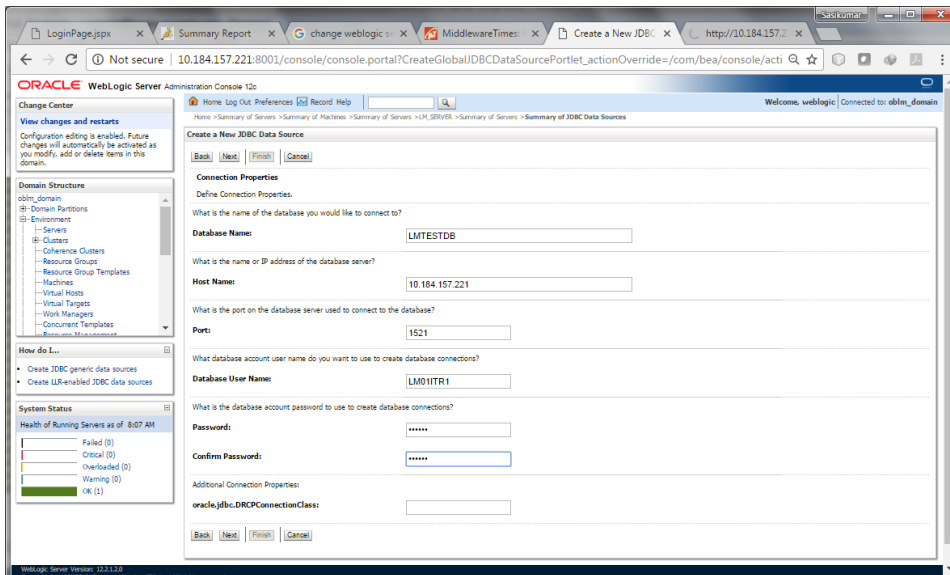 Sasikumar
LoginPage.jspx
Summary Report
change weblogic se
MiddlewareTimes:
Create a New JDBC
http://10.184.157.2
Not secure | 10.184.157.221:8001/console/console.portal?CreateGlobalJDBCDataSourcePortlet_actionOverride=/com/bea/console/acti
ORACLE WebLogic Server Administration Console 12c
Change Center
View changes and restarts
Configuration editing is enabled. Future
changes will automatically be activated as
you modify, add or delete items in this
domain.
Domain Structure
oblm_domain
Domain Partitions
Environment
Servers
Clusters
Coherence Clusters
Resource Groups
Resource Group Templates
Machines
Virtual Hosts
Virtual Targets
Work Managers
Concurrent Templates
Resource Management
How do I...
Create JDBC generic data sources
Create LLR-enabled JDBC data sources
System Status
Health of Running Servers as of 8:07 AM
Failed (0)
Critical (0)
Overloaded (0)
Warning (0)
OK (1)
Home Log Out Preferences Record Help
Welcome, weblogic Connected to: oblm_domain
Home >Summary of Servers >Summary of Machines >Summary of Servers >LM_SERVER >Summary of Servers >Summary of JDBC Data Sources
Create a New JDBC Data Source
Back Next Finish Cancel
Connection Properties
Define Connection Properties.
What is the name of the database you would like to connect to?
Database Name: LMTESTDB
What is the name or IP address of the database server?
Host Name: 10.184.157.221
What is the port on the database server used to connect to the database?
Port: 1521
What database account user name do you want to use to create database connections?
Database User Name: LM01ITR1
What is the database account password to use to create database connections?
Password: ••••••
Confirm Password: ••••••
Additional Connection Properties:
oracle.jdbc.DRCPConnectionClass:
Back Next Finish Cancel
WebLogic Server Version: 12.2.1.2.0